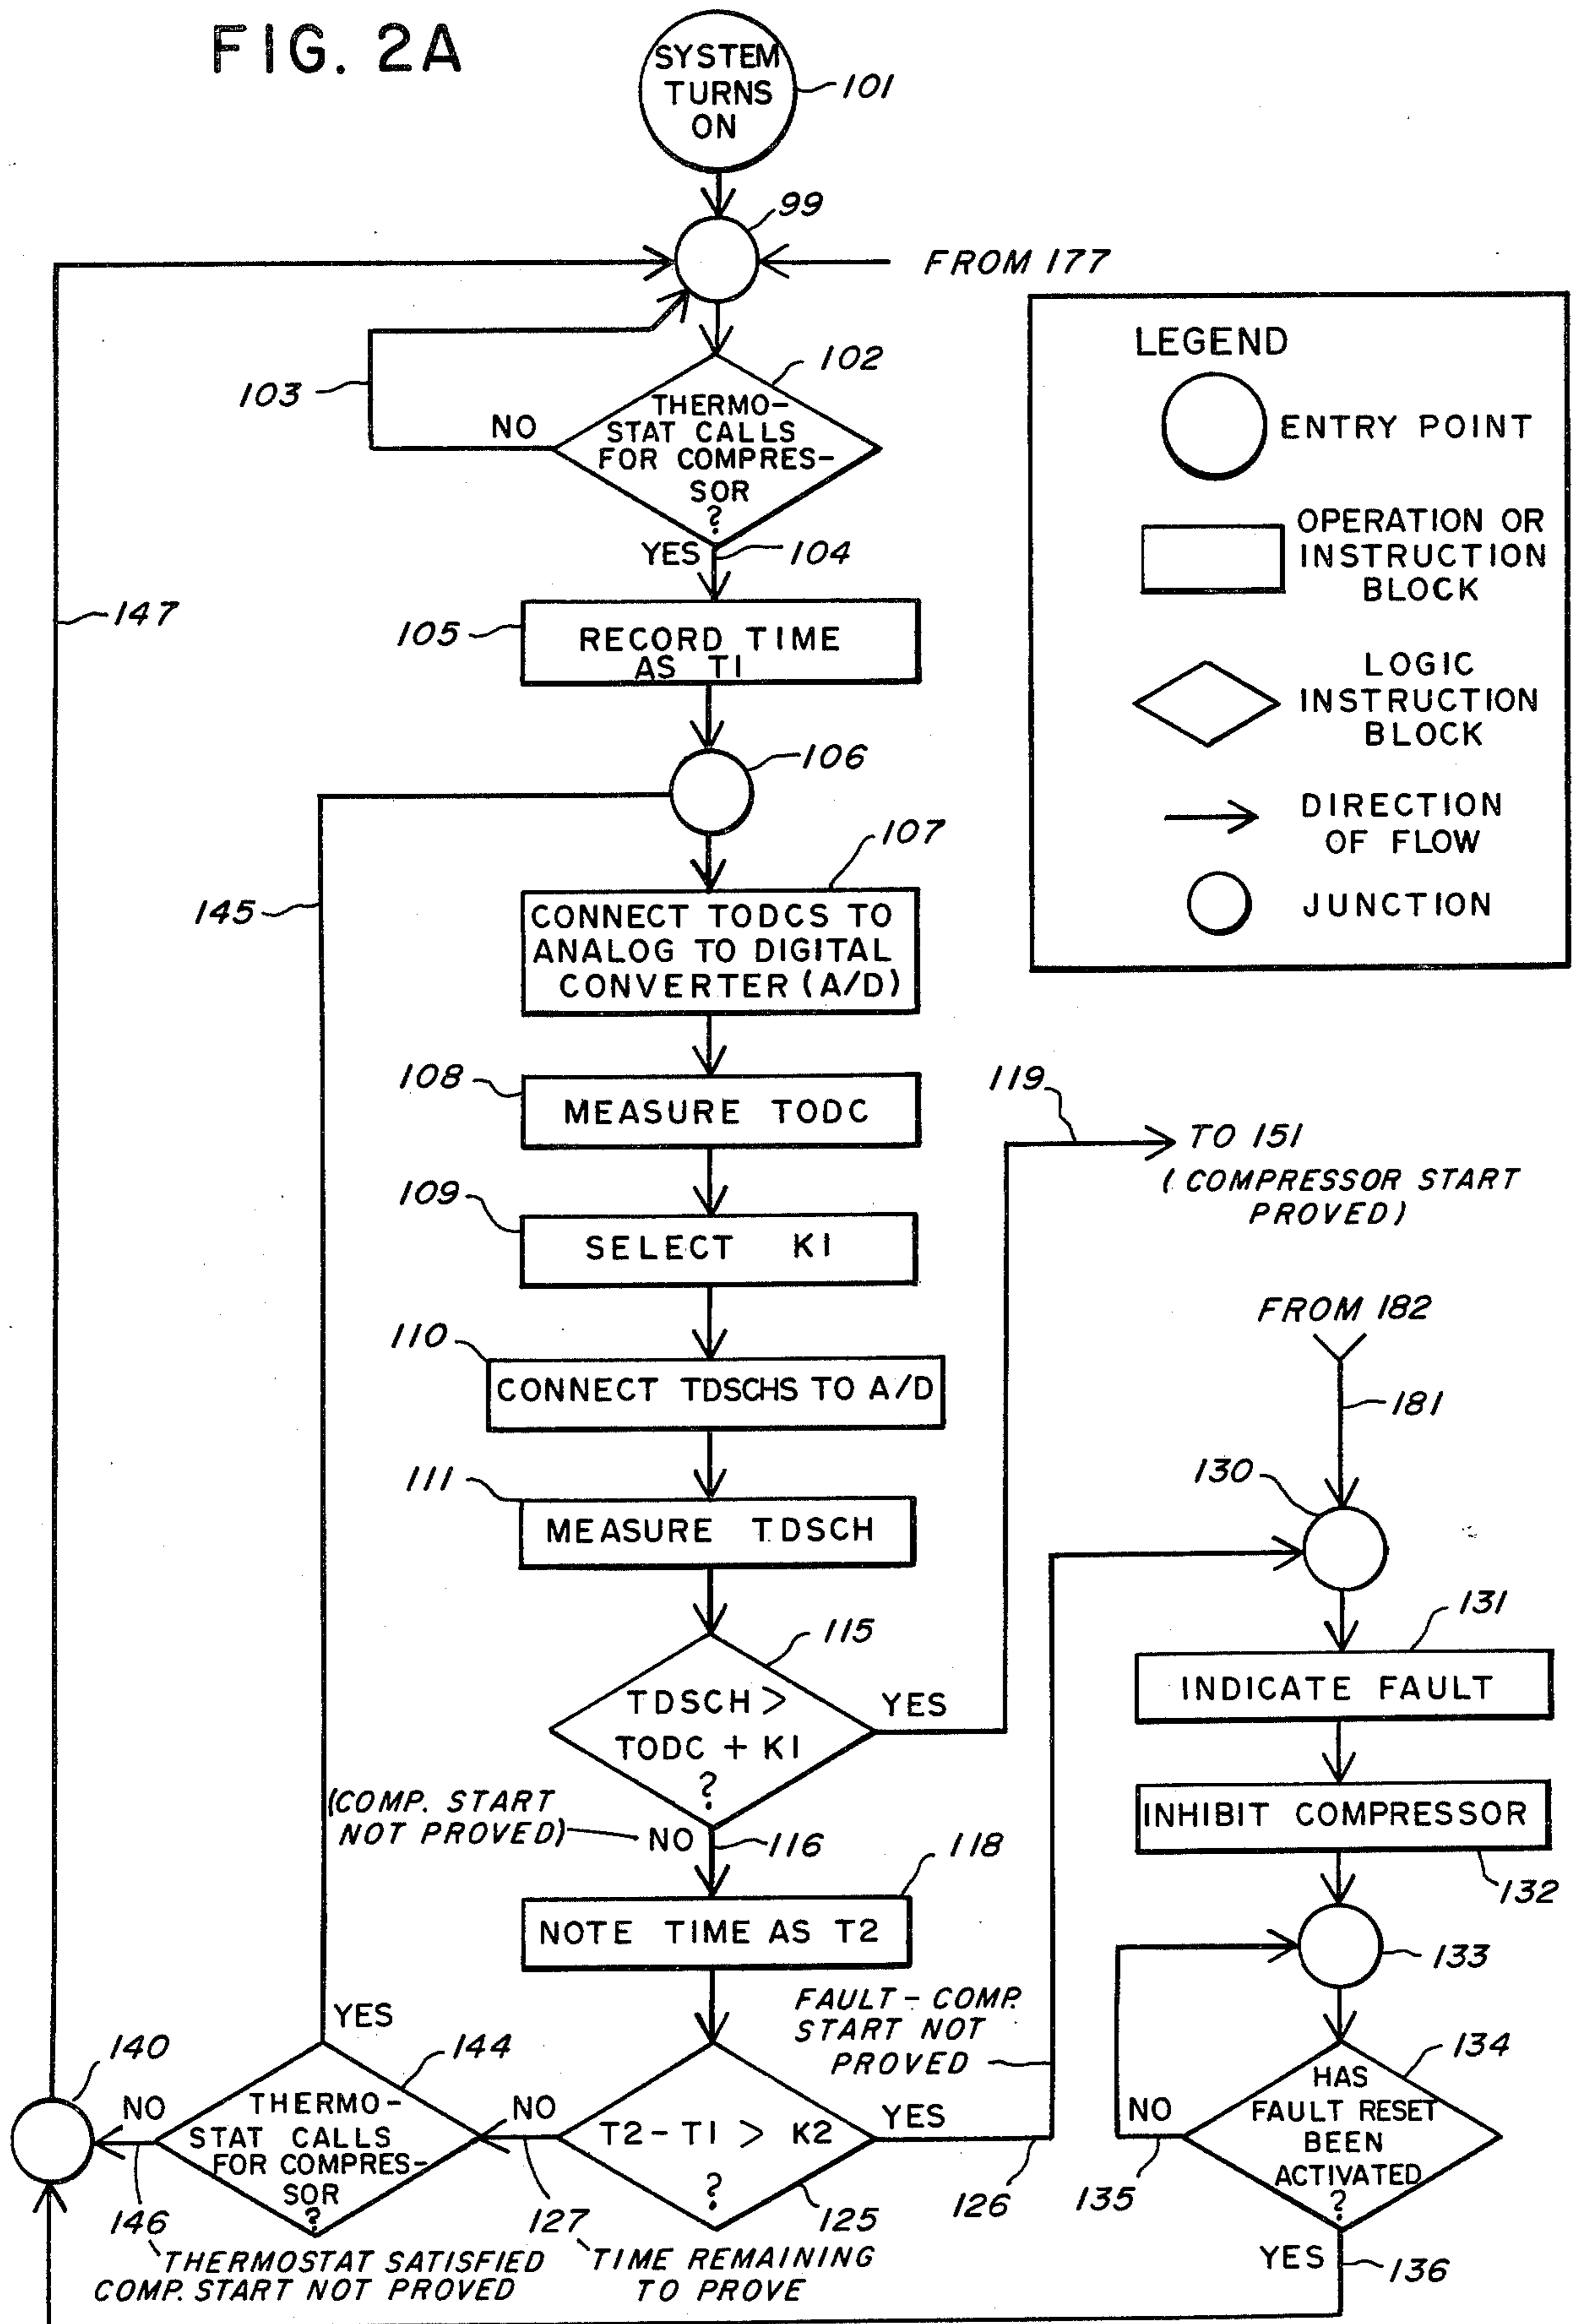 FIG. 2A
SYSTEM
TURNS
ON
101
99
FROM 177
102
103
THERMO-
STAT CALLS
FOR COMPRES-
SOR
?
NO
YES
104
147
105
RECORD TIME
AS T1
106
107
145
CONNECT TODCS TO
ANALOG TO DIGITAL
CONVERTER (A/D)
108
MEASURE TODC
109
SELECT K1
110
CONNECT TDSCHS TO A/D
111
MEASURE TDSCH
115
TDSCH >
TODC + K1
?
YES
119
TO 151
( COMPRESSOR START
PROVED)
(COMP. START
NOT PROVED)
NO
116
118
NOTE TIME AS T2
T2-T1 > K2
?
125
YES
126
FAULT-COMP.
START NOT
PROVED
NO
127
TIME REMAINING
TO PROVE
144
THERMO-
STAT CALLS
FOR COMPRES-
SOR
?
YES
NO
140
146
THERMOSTAT SATISFIED
COMP. START NOT PROVED
LEGEND
ENTRY POINT
OPERATION OR
INSTRUCTION
BLOCK
LOGIC
INSTRUCTION
BLOCK
DIRECTION
OF FLOW
JUNCTION
FROM 182
181
130
131
INDICATE FAULT
INHIBIT COMPRESSOR
132
133
134
HAS
FAULT RESET
BEEN
ACTIVATED
?
NO
135
YES
136